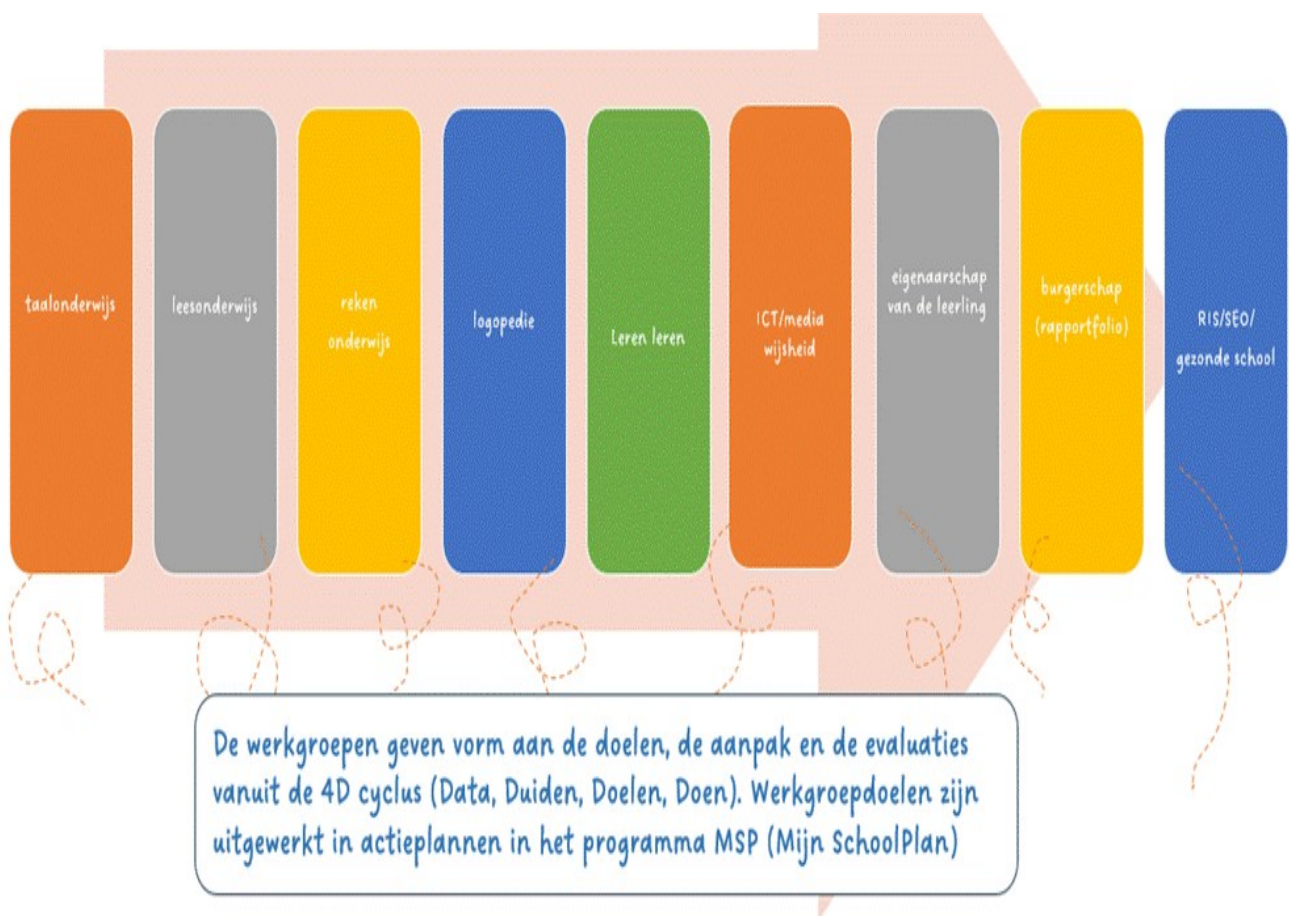 taalonderwijs
leesonderwijs
reken
onderwijs
logopedie
Leren leren
ICT/media
wijsheid
eigenaarschap
van de leerling
burgerschap
(rapportfolio)
RIS/SEO/
gezonde school
De werkgroepen geven vorm aan de doelen, de aanpak en de evaluaties
vanuit de 4D cyclus (Data, Duiden, Doelen, Doen). Werkgroepdoelen zijn
uitgewerkt in actieplannen in het programma MSP (Mijn SchoolPlan)